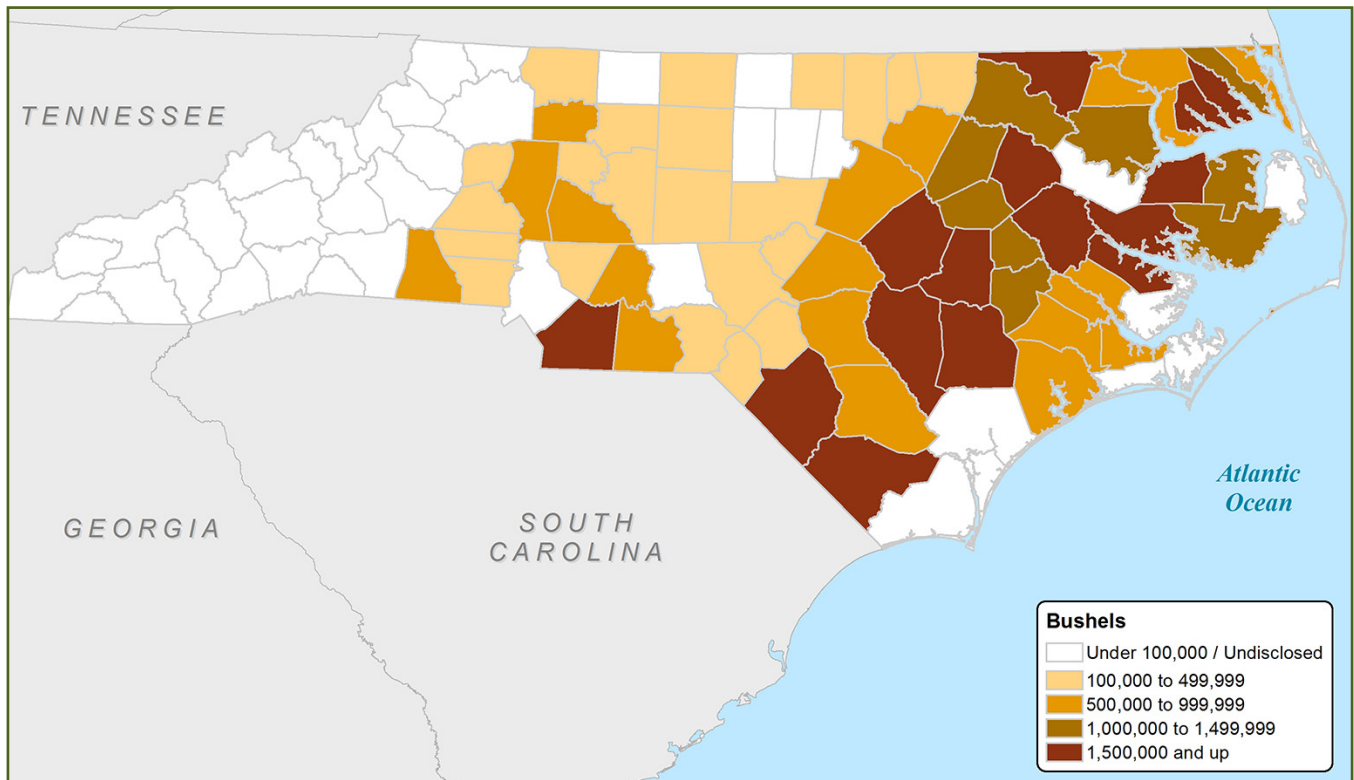 TENNESSEE
GEORGIA
SOUTH
CAROLINA
Atlantic
Ocean
Bushels
Under 100,000 / Undisclosed
100,000 to 499,999
500,000 to 999,999
1,000,000 to 1,499,999
1,500,000 and up